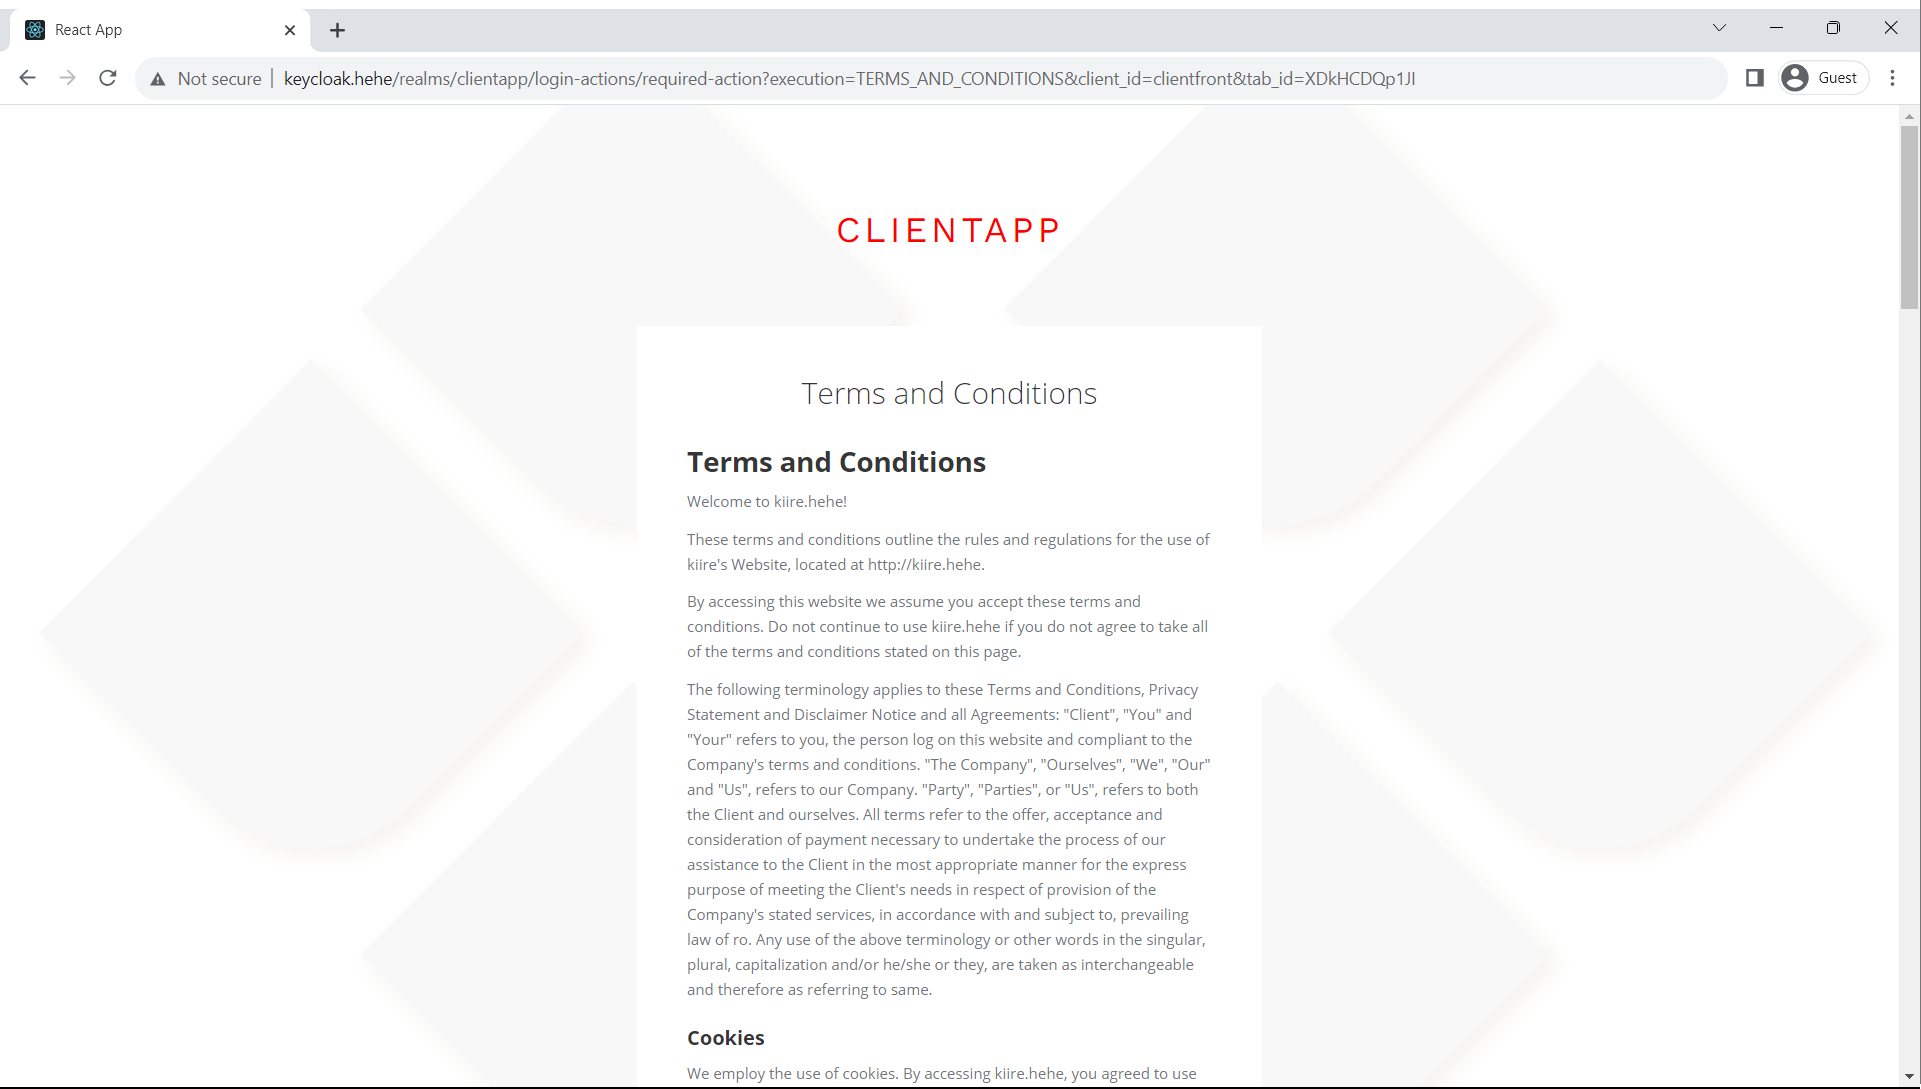 React App
Not secure
keycloak.hehe/realms/clientapp/login-actions/required-action?execution=TERMS_AND_CONDITIONS&client_id=clientfront&tab_id=XDkHCDQp1JI
Guest
CLIENTAPP
Terms and Conditions
Terms and Conditions
Welcome to kiire.hehe!
These terms and conditions outline the rules and regulations for the use of
kiire's Website, located at http://kiire.hehe.
By accessing this website we assume you accept these terms and
conditions. Do not continue to use kiire.hehe if you do not agree to take all
of the terms and conditions stated on this page.
The following terminology applies to these Terms and Conditions, Privacy
Statement and Disclaimer Notice and all Agreements: "Client", "You" and
"Your" refers to you, the person log on this website and compliant to the
Company's terms and conditions. "The Company", "Ourselves", "We", "Our"
and "Us", refers to our Company. "Party", "Parties", or "Us", refers to both
the Client and ourselves. All terms refer to the offer, acceptance and
consideration of payment necessary to undertake the process of our
assistance to the Client in the most appropriate manner for the express
purpose of meeting the Client's needs in respect of provision of the
Company's stated services, in accordance with and subject to, prevailing
law of ro. Any use of the above terminology or other words in the singular,
plural, capitalization and/or he/she or they, are taken as interchangeable
and therefore as referring to same.
Cookies
We employ the use of cookies. By accessing kiire.hehe, you agreed to use